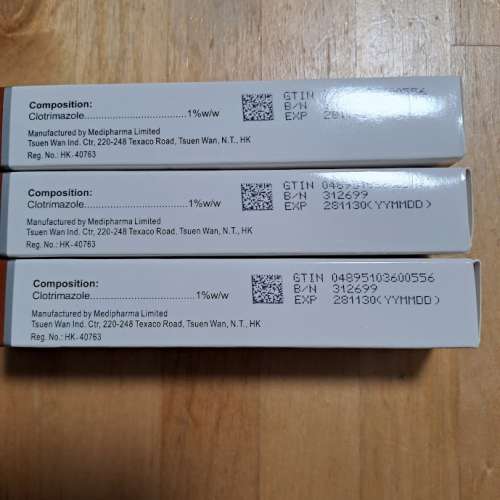 Composition:
Clotrimazole...................................1%w/w
Manufactured by Medipharma Limited
Tsuen Wan Ind. Ctr, 220-248 Texaco Road, Tsuen Wan, N.T., HK
Reg. No.: HK-40763
GTIN 0556
B/N
EXP
Composition:
Clotrimazole...................................1%w/w
Manufactured by Medipharma Limited
Tsuen Wan Ind. Ctr, 220-248 Texaco Road, Tsuen Wan, N.T., HK
Reg. No.: HK-40763
GTIN
B/N 312699
EXP 281130(YYMMDD)
Composition:
Clotrimazole...................................1%w/w
Manufactured by Medipharma Limited
Tsuen Wan Ind. Ctr, 220-248 Texaco Road, Tsuen Wan, N.T., HK
Reg. No.: HK-40763
GTIN 04895103600556
B/N 312699
EXP 281130(YYMMDD)